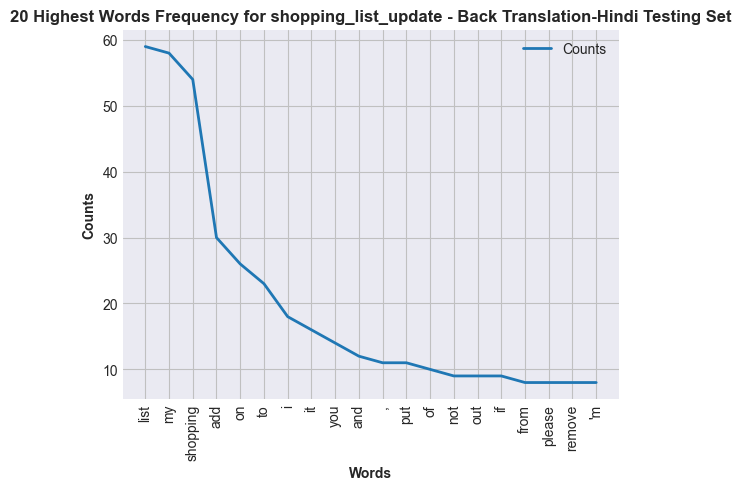 20 Highest Words Frequency for shopping_list_update - Back Translation-Hindi Testing Set
Counts
60
50
40
30
20
10
Counts
list
my
shopping
add
on
to
i
it
you
and
,
put
of
not
out
if
from
please
remove
'm
Words